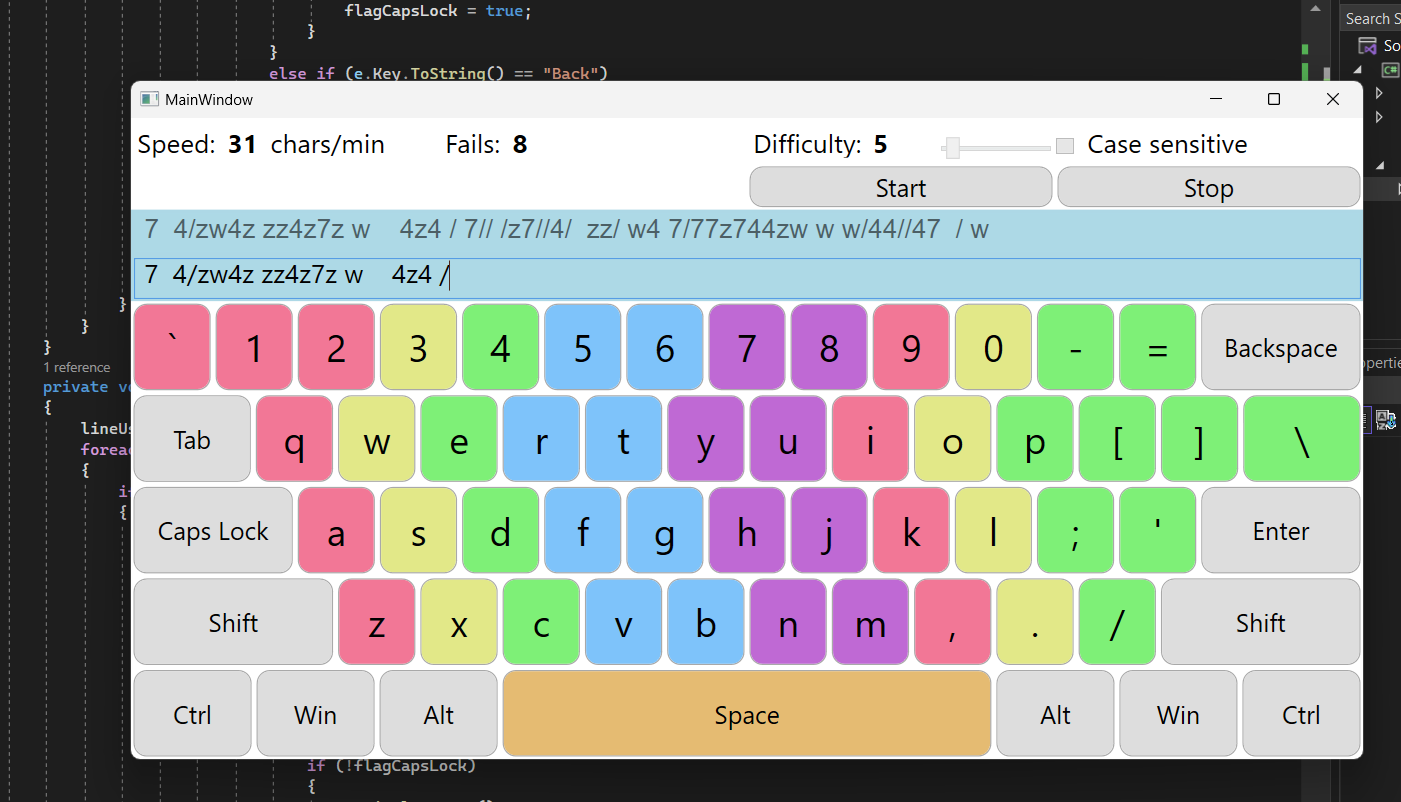 flagCapsLock = true;
}
}
else if (e.Key.ToString() == "Back")
Search S
So
C#
MainWindow
Speed: 31 chars/min Fails: 8 Difficulty: 5 Case sensitive
Start Stop
7  4/zw4z zz4z7z w    4z4 / 7// /z7//4/  zz/ w4 7/77z744zw w w/44//47  / w
7  4/zw4z zz4z7z w    4z4 /
}
}
}
` 1 2 3 4 5 6 7 8 9 0 - = Backspace
1 reference
operties
private vo
{
Tab q w e r t y u i o p [ ] \
lineUs
foreac
{
if
{
Caps Lock a s d f g h j k l ; ' Enter
Shift z x c v b n m , . / Shift
Ctrl Win Alt Space Alt Win Ctrl
if (!flagCapsLock)
{